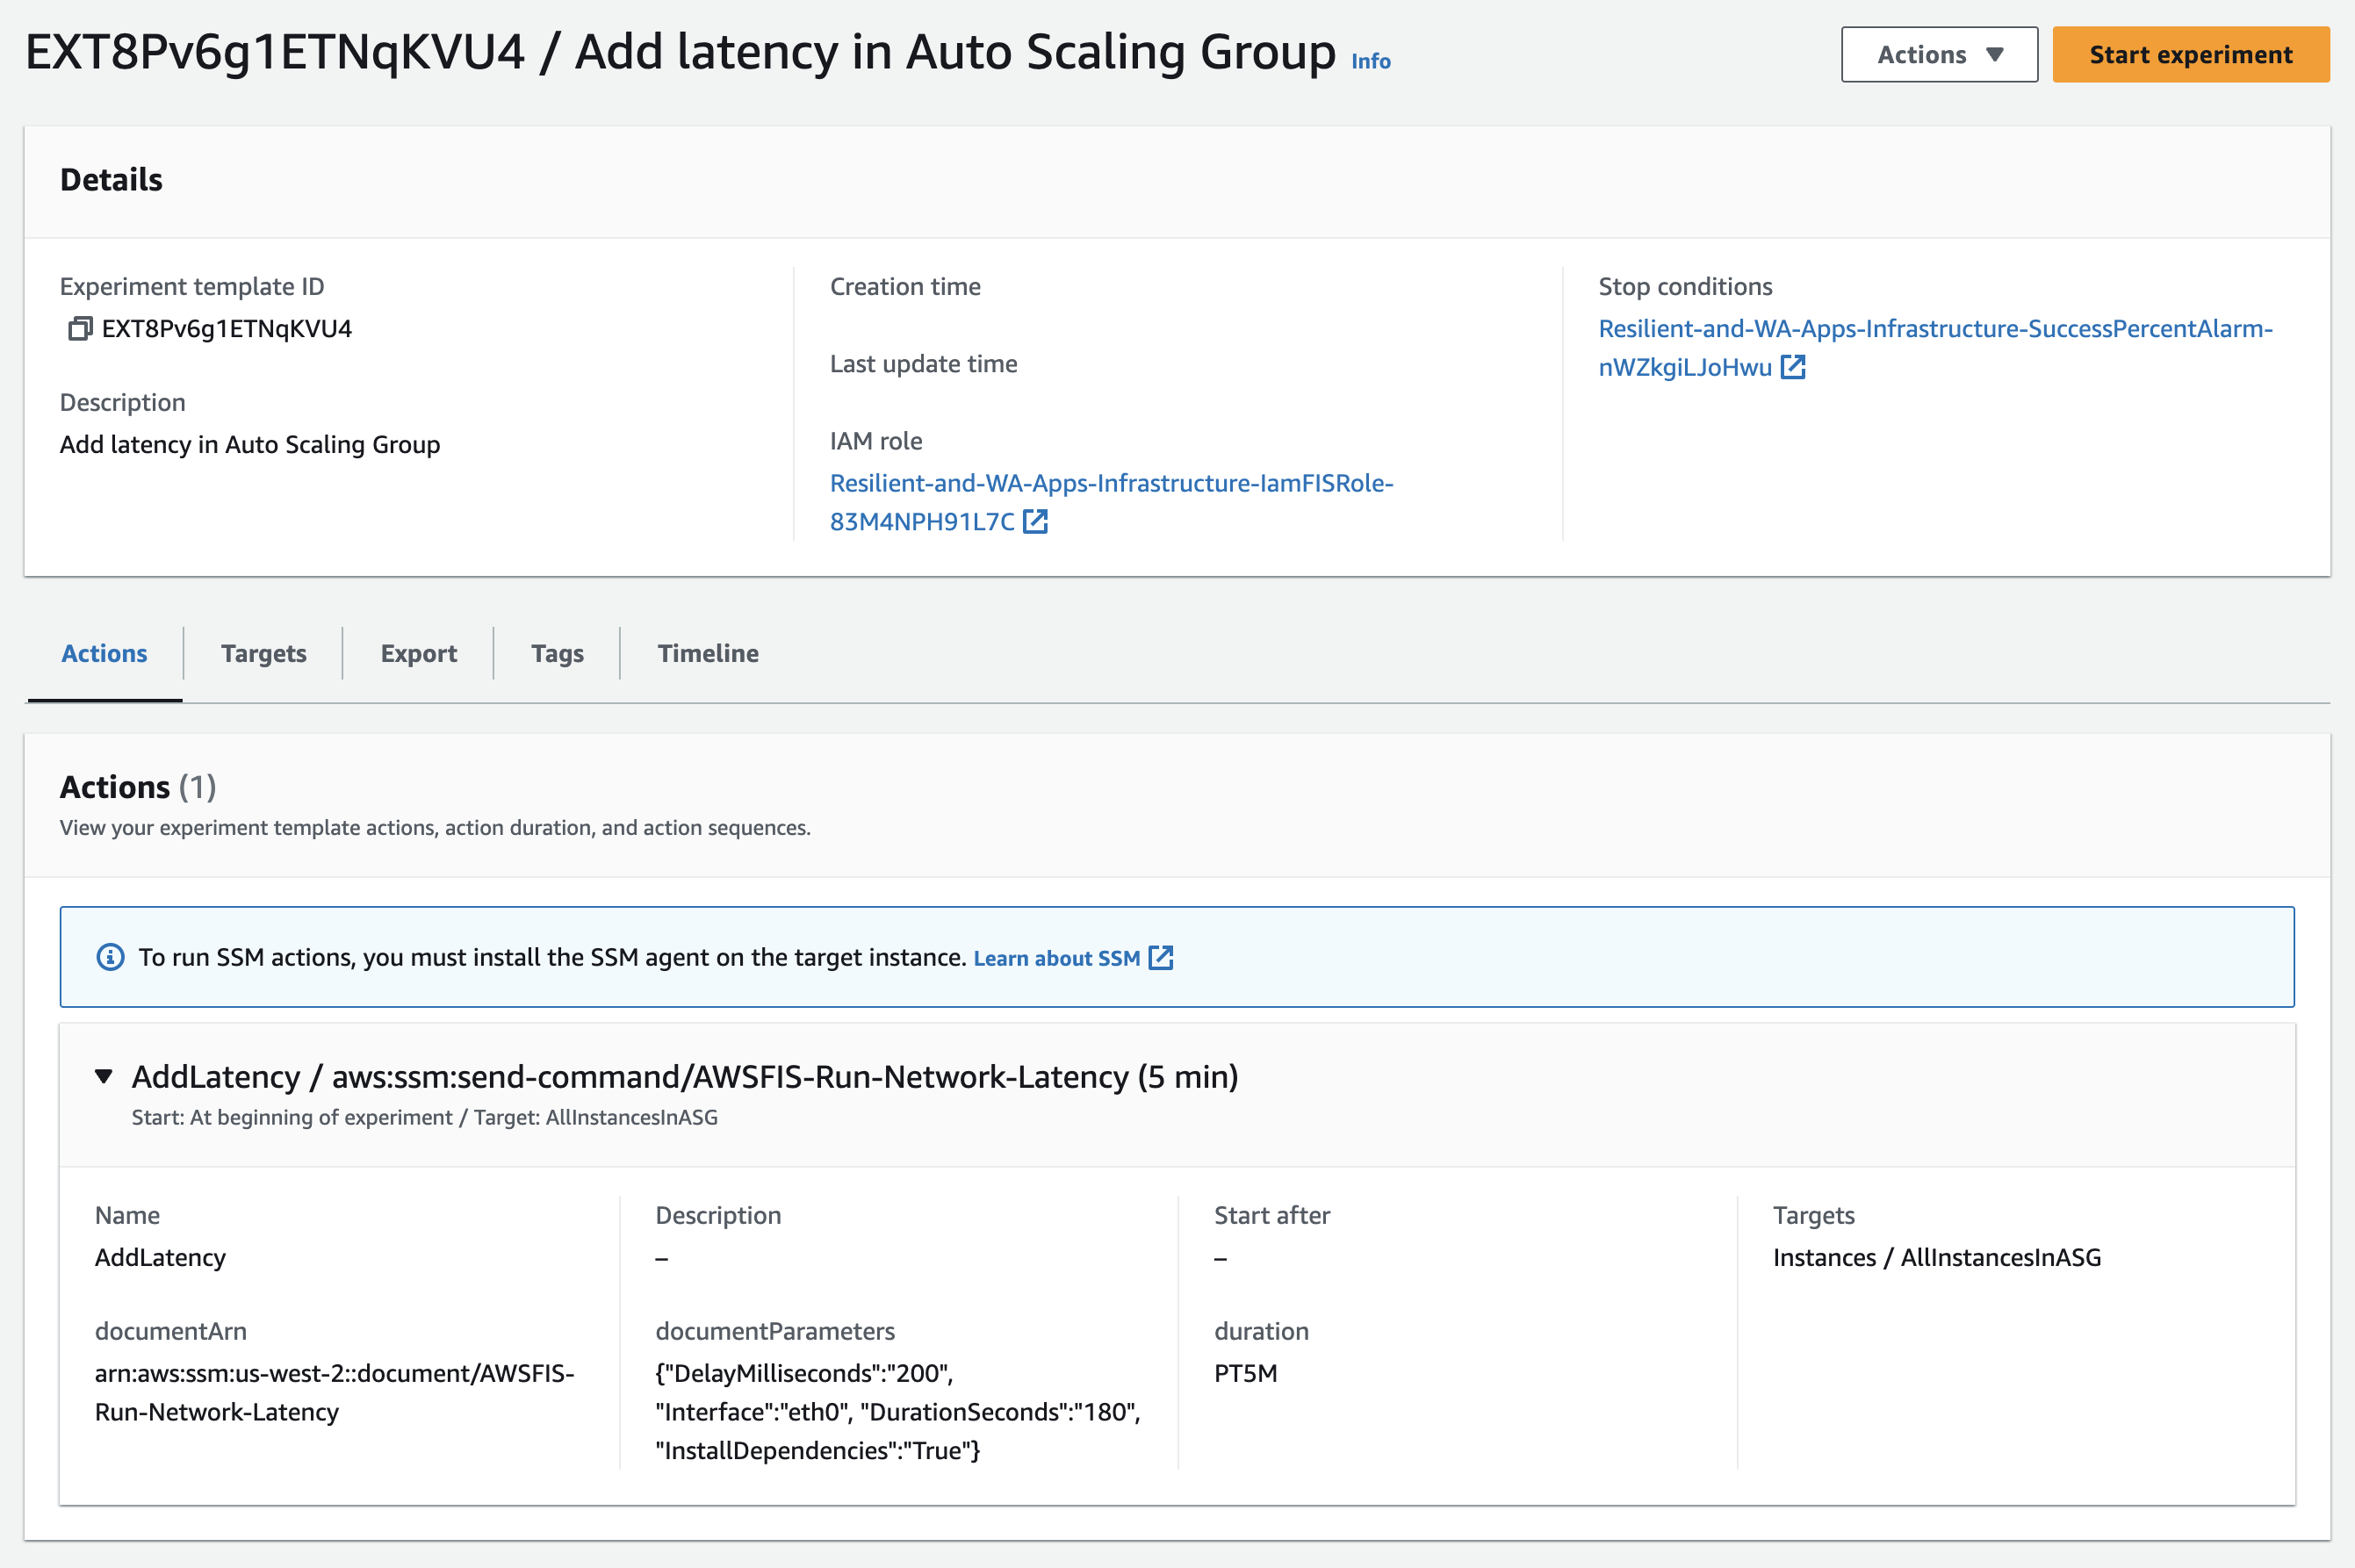 EXT8Pv6g1ETNqKVU4 / Add latency in Auto Scaling Group Info
Actions
Start experiment
Details
Experiment template ID
EXT8Pv6g1ETNqKVU4
Description
Add latency in Auto Scaling Group
Creation time
Last update time
IAM role
Resilient-and-WA-Apps-Infrastructure-IamFISRole-
83M4NPH91L7C
Stop conditions
Resilient-and-WA-Apps-Infrastructure-SuccessPercentAlarm-
nWZkgiLJoHwu
Actions
Targets
Export
Tags
Timeline
Actions (1)
View your experiment template actions, action duration, and action sequences.
To run SSM actions, you must install the SSM agent on the target instance. Learn about SSM
AddLatency / aws:ssm:send-command/AWSFIS-Run-Network-Latency (5 min)
Start: At beginning of experiment / Target: AllInstancesInASG
Name
AddLatency
Description
–
Start after
–
Targets
Instances / AllInstancesInASG
documentArn
arn:aws:ssm:us-west-2::document/AWSFIS-
Run-Network-Latency
documentParameters
{"DelayMilliseconds":"200",
"Interface":"eth0", "DurationSeconds":"180",
"InstallDependencies":"True"}
duration
PT5M